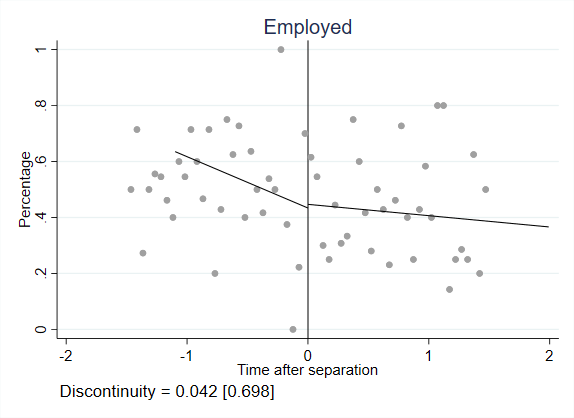 Employed
Percentage
1
.8
.6
.4
.2
0
-2
-1
0
1
2
Time after separation
Discontinuity = 0.042 [0.698]